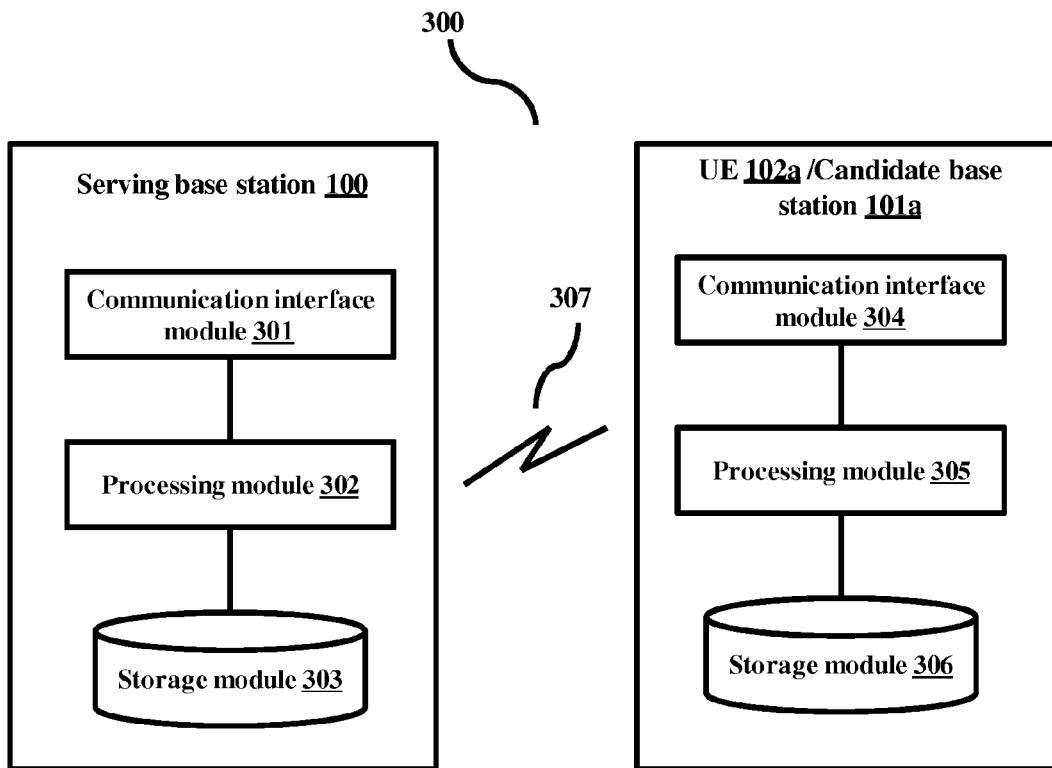 300
Serving base station 100
Communication interface
module 301
Processing module 302
Storage module 303
307
UE 102a /Candidate base
station 101a
Communication interface
module 304
Processing module 305
Storage module 306